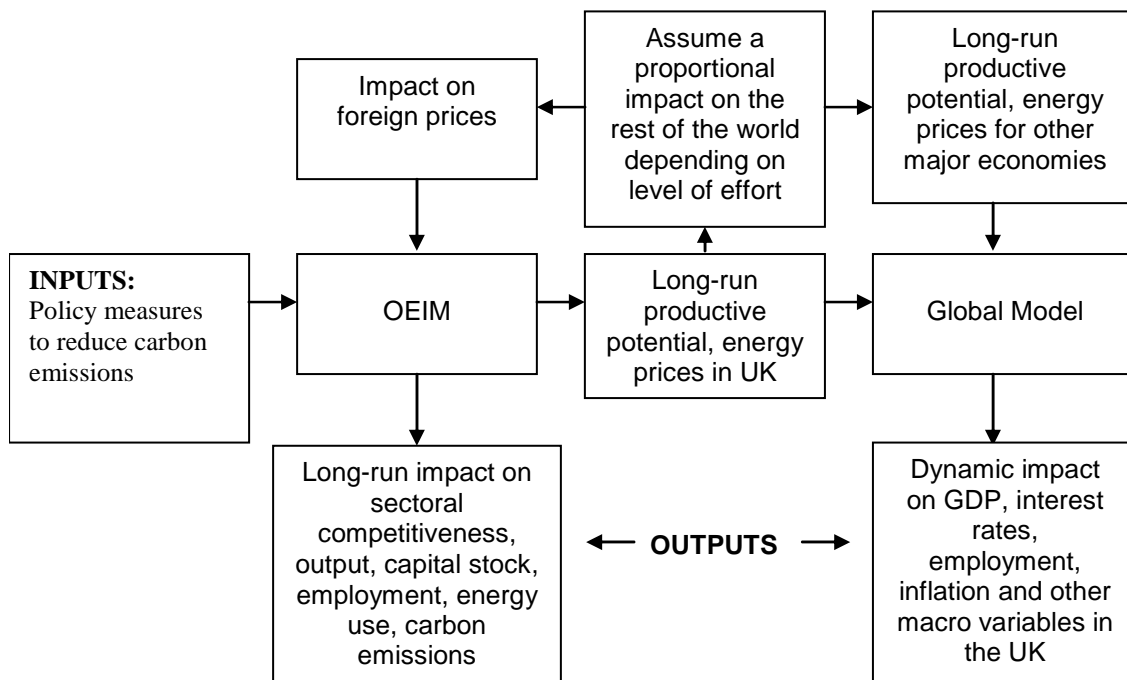 Impact on
foreign prices
Assume a
proportional
impact on the
rest of the world
depending on
level of effort
Long-run
productive
potential, energy
prices for other
major economies
INPUTS:
Policy measures
to reduce carbon
emissions
OEIM
Long-run
productive
potential, energy
prices in UK
Global Model
Long-run impact on
sectoral
competitiveness,
output, capital stock,
employment, energy
use, carbon
emissions
OUTPUTS
Dynamic impact
on GDP, interest
rates,
employment,
inflation and other
macro variables in
the UK